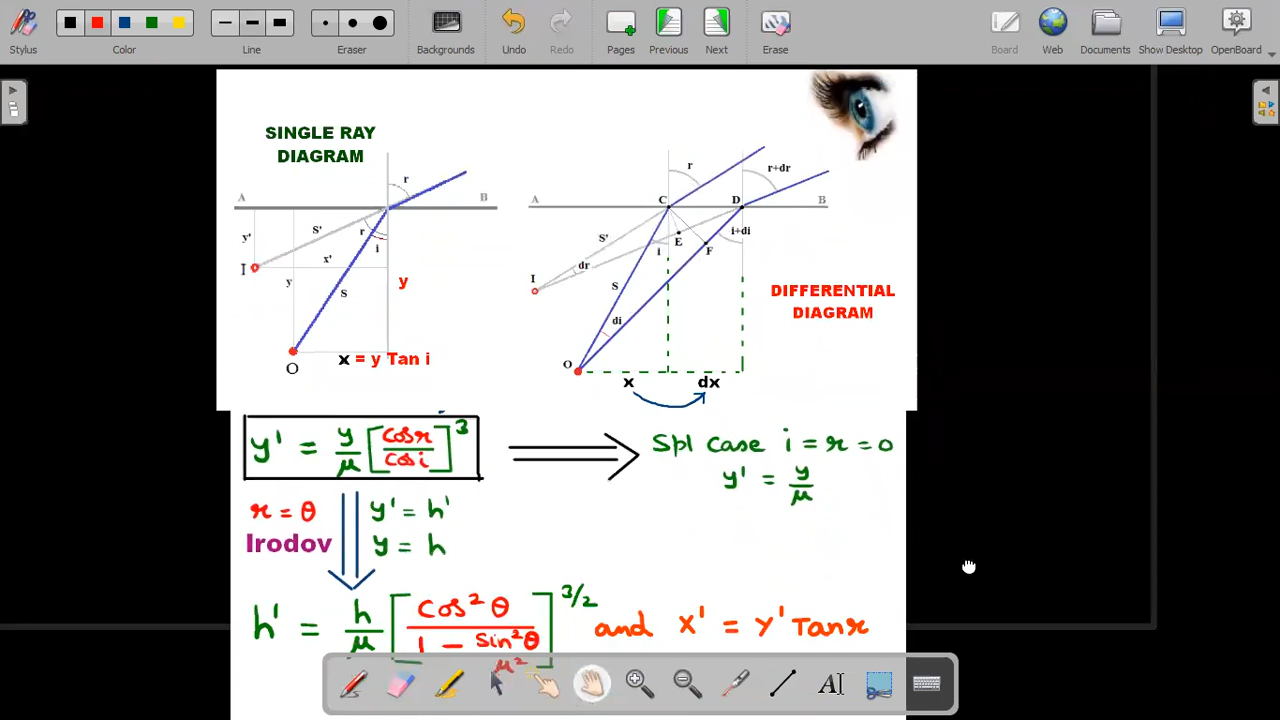 Stylus Color Line Eraser Backgrounds Undo Redo Pages Previous Next Erase Board Web Documents Show Desktop OpenBoard
SINGLE RAY
DIAGRAM
r
A B
S'
r
i
y'
I
x'
y
S
y
O
x = y Tan i
r r+dr
A C D B
S' E i+di
i F
dr
I
S
di
O
x dx
DIFFERENTIAL
DIAGRAM
y' = y/μ [Cos r / Cos i]³
Spl case i = r = 0
y' = y/μ
r = θ y' = h'
Irodov y = h
h' = h/μ [Cos²θ / 1 - Sin²θ/μ²]^3/2 and x' = Y' Tan r
AI